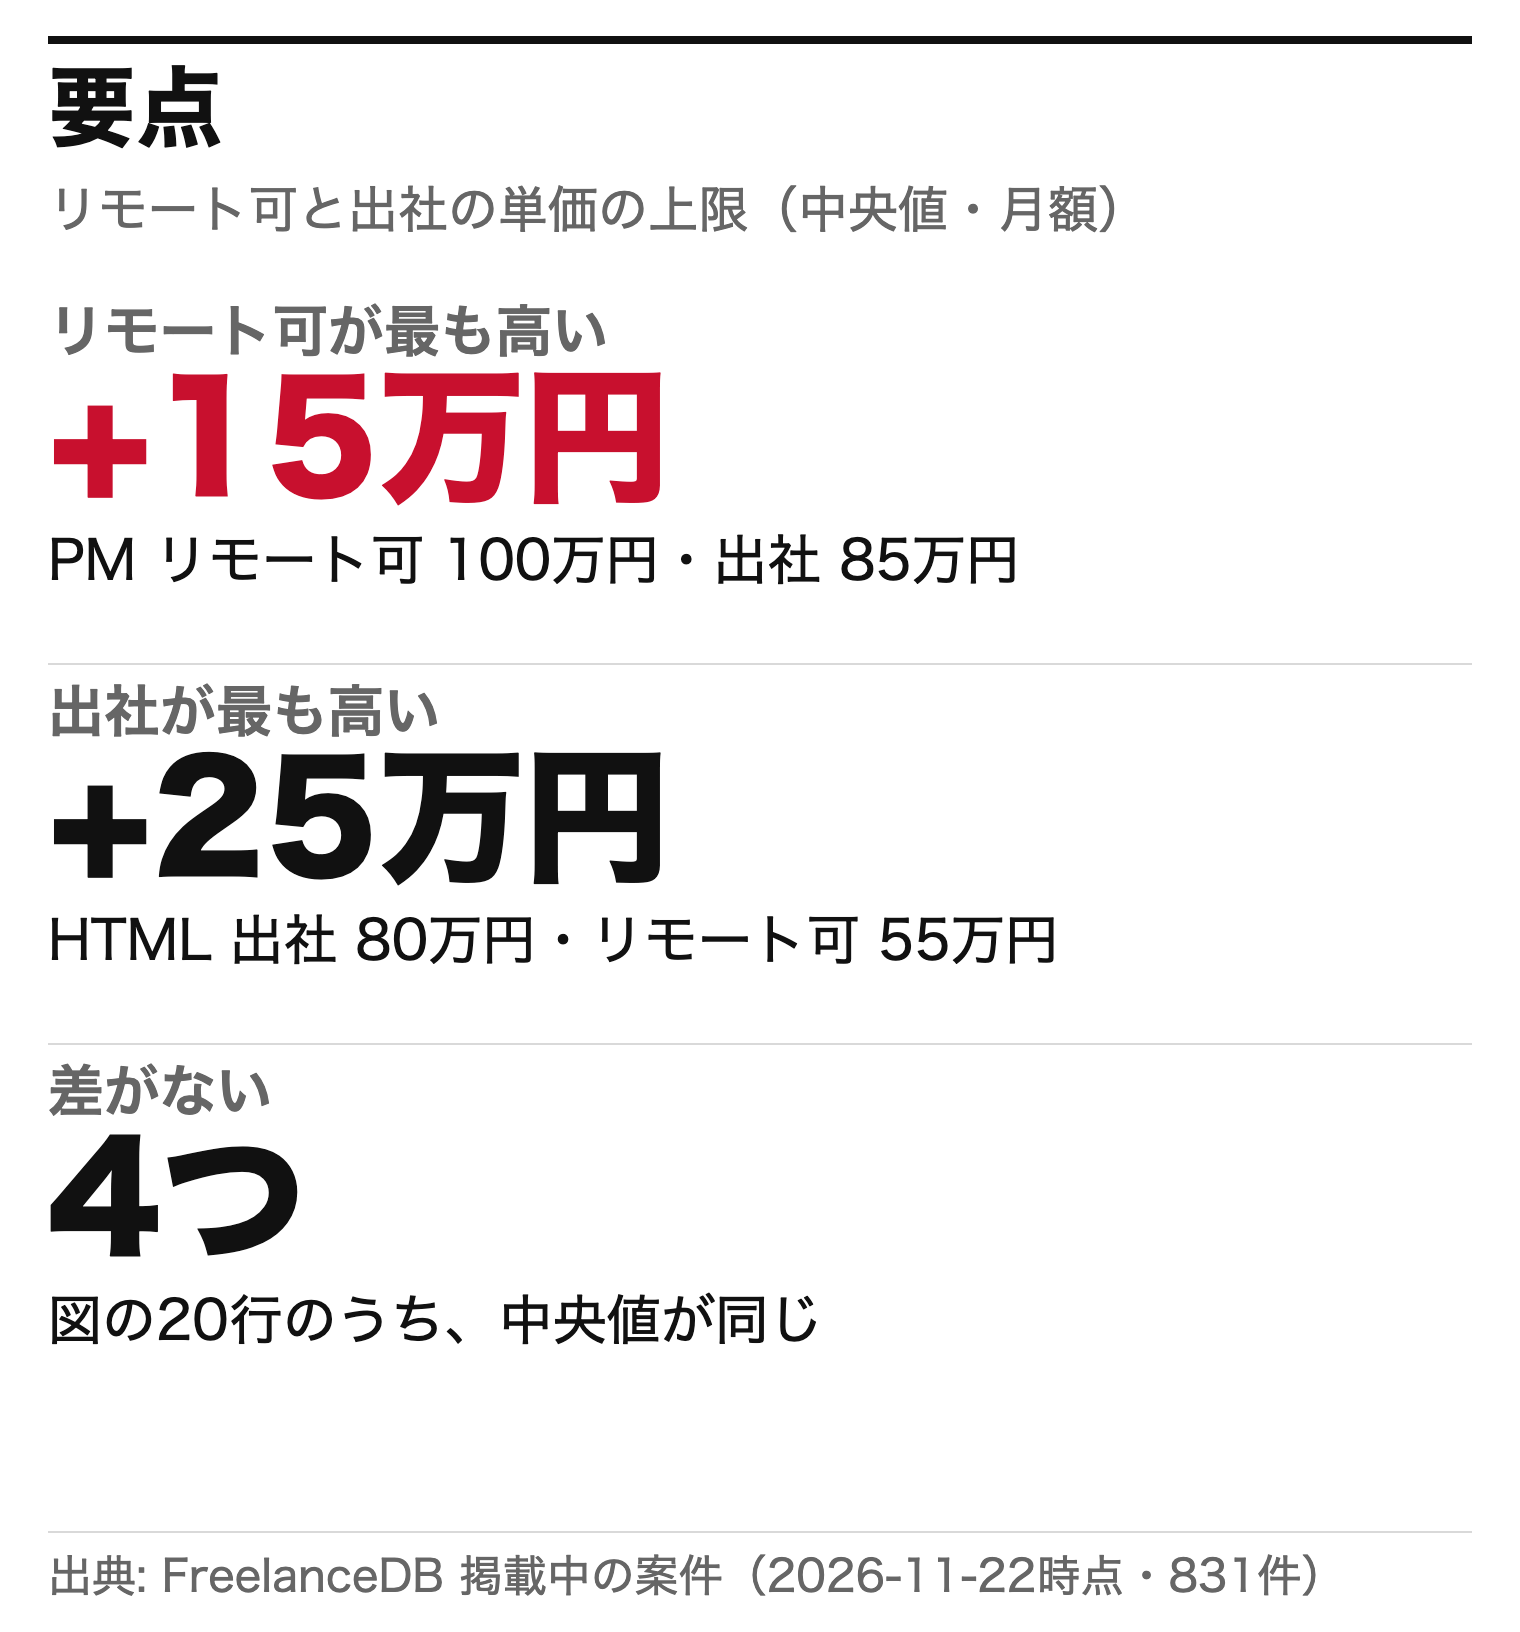 要点
リモート可と出社の単価の上限（中央値・月額）
リモート可が最も高い
+15万円
PM リモート可 100万円・出社 85万円
出社が最も高い
+25万円
HTML 出社 80万円・リモート可 55万円
差がない
4つ
図の20行のうち、中央値が同じ
出典: FreelanceDB 掲載中の案件（2026-11-22時点・831件）